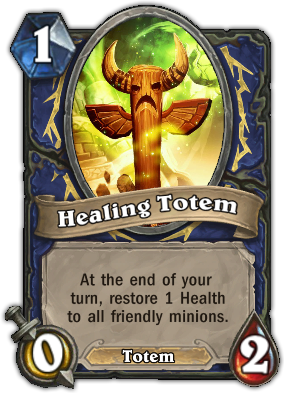 1
Healing Totem
At the end of your
turn, restore 1 Health
to all friendly minions.
0
Totem
2